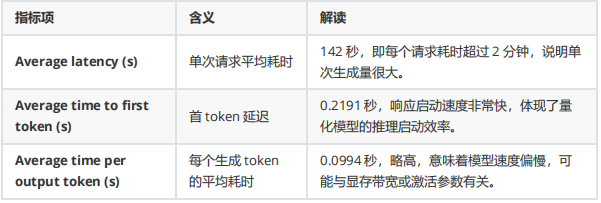 指标项 含义 解读
Average latency (s) 单次请求平均耗时 142 秒，即每个请求耗时超过 2 分钟，说明单
次生成量很大。
Average time to first
token (s)
首 token 延迟
0.2191 秒，响应启动速度非常快，体现了量
化模型的推理启动效率。
Average time per
output token (s)
每个生成 token
的平均耗时
0.0994 秒，略高，意味着模型速度偏慢，可
能与显存带宽或激活参数有关。